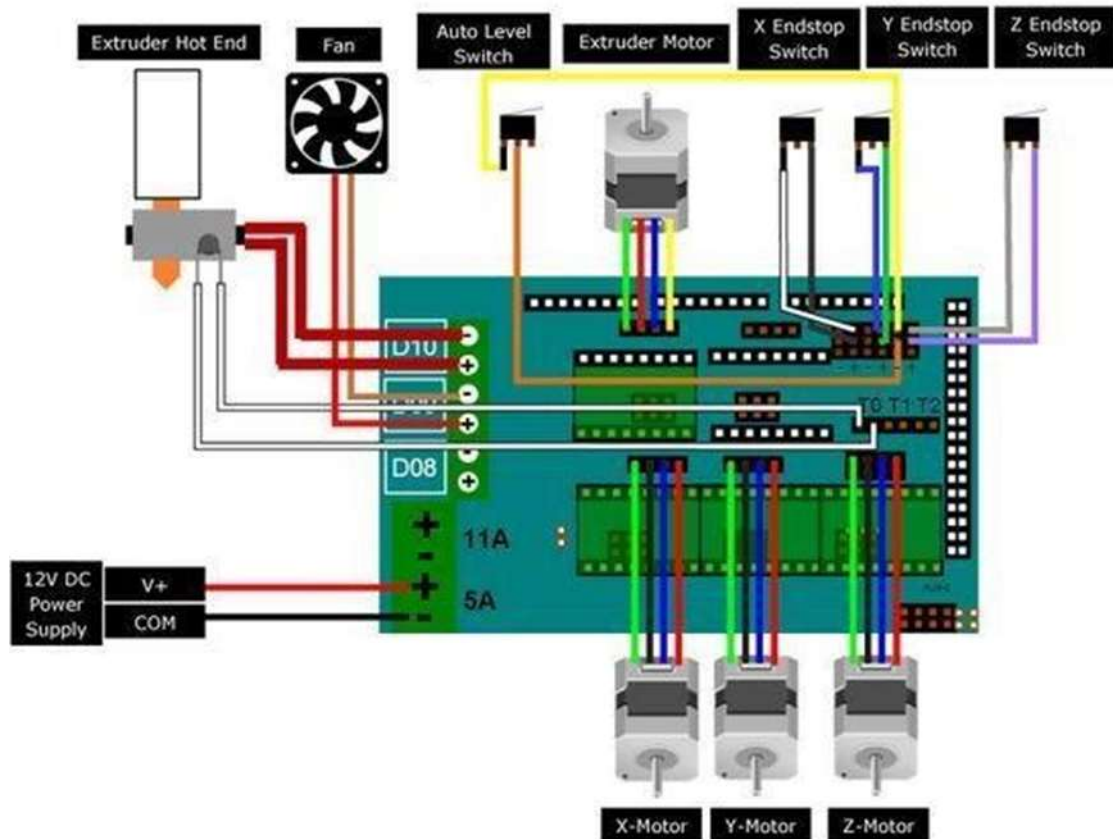 Extruder Hot End
Fan
Auto Level
Switch
Extruder Motor
X Endstop
Switch
Y Endstop
Switch
Z Endstop
Switch
D10
-
+
-
+
D08
-
+
- + - + - +
T0 T1 T2
+
-
11A
+
-
5A
12V DC
Power
Supply
V+
COM
X-Motor
Y-Motor
Z-Motor